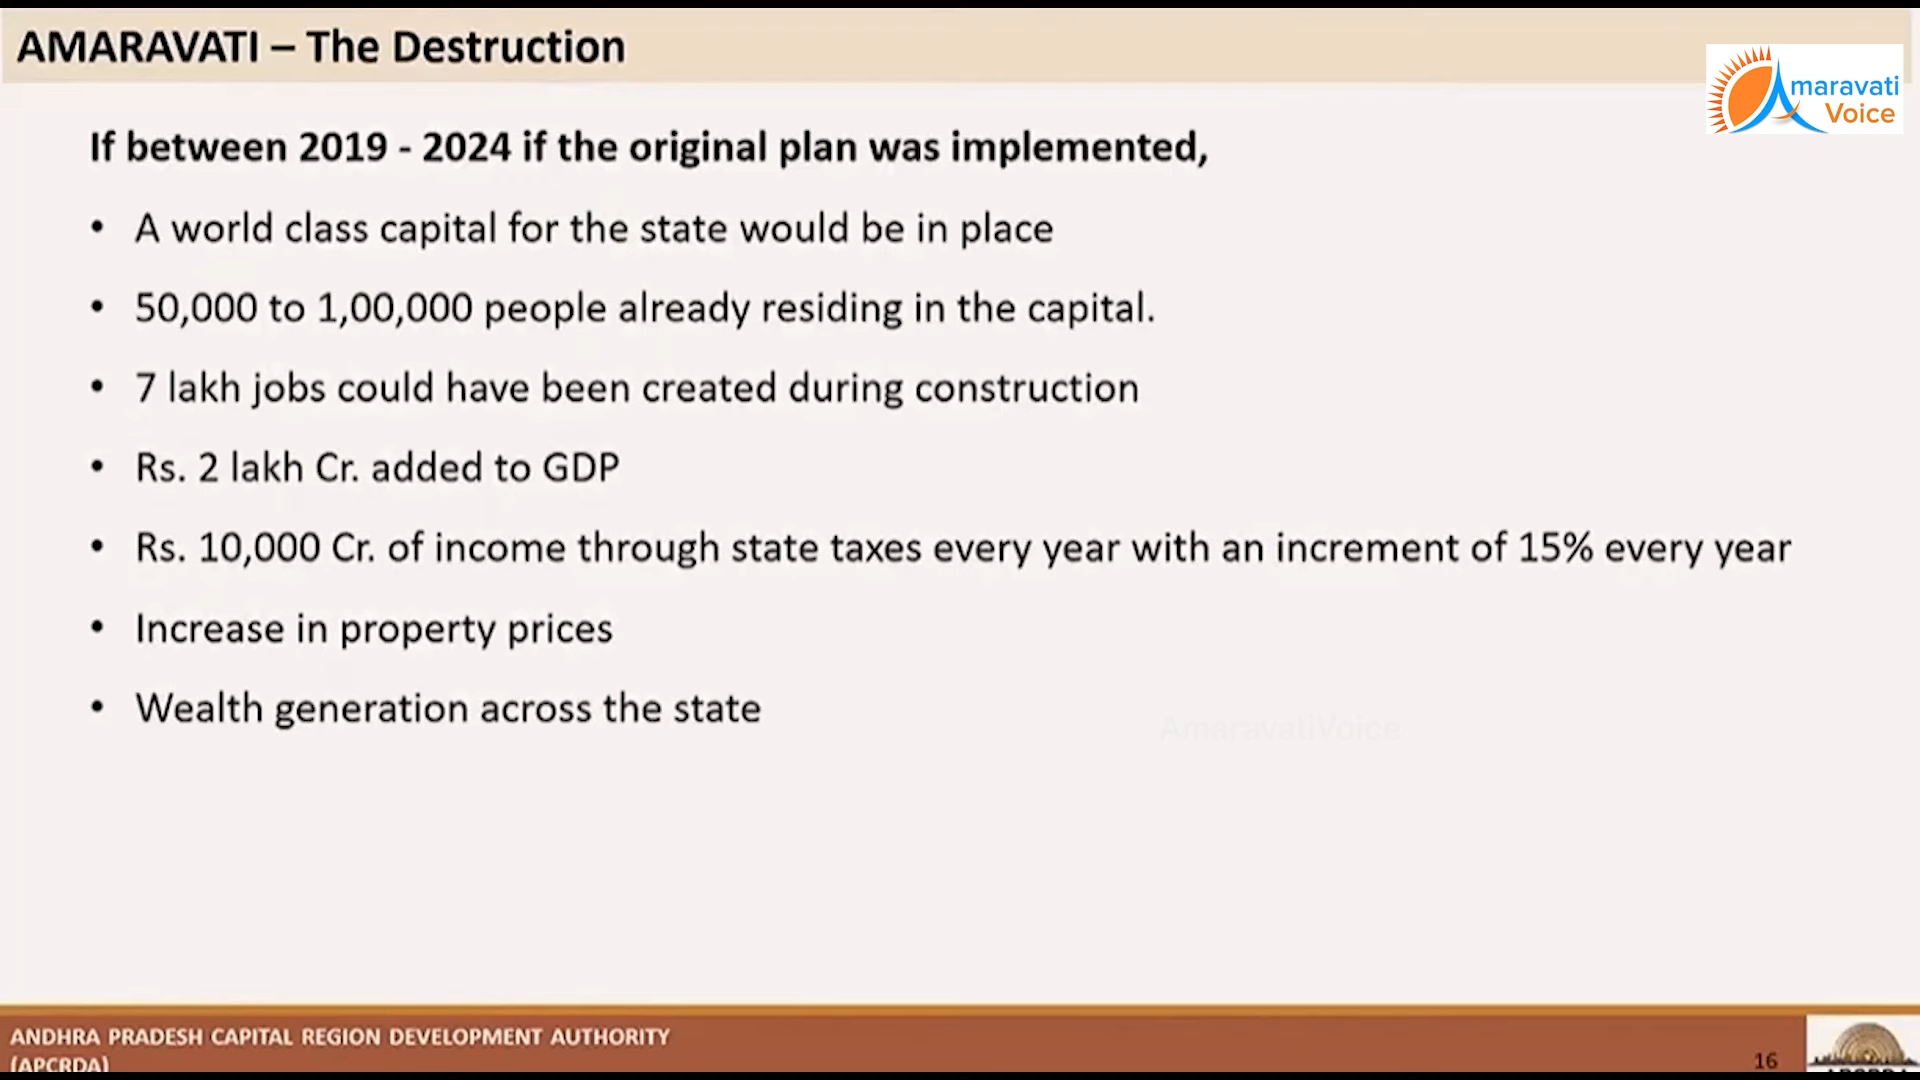 AMARAVATI – The Destruction
maravati
Voice
If between 2019 - 2024 if the original plan was implemented,
• A world class capital for the state would be in place
• 50,000 to 1,00,000 people already residing in the capital.
• 7 lakh jobs could have been created during construction
• Rs. 2 lakh Cr. added to GDP
• Rs. 10,000 Cr. of income through state taxes every year with an increment of 15% every year
• Increase in property prices
• Wealth generation across the state
AmaravatiVoice
ANDHRA PRADESH CAPITAL REGION DEVELOPMENT AUTHORITY
(APCRDA)
16